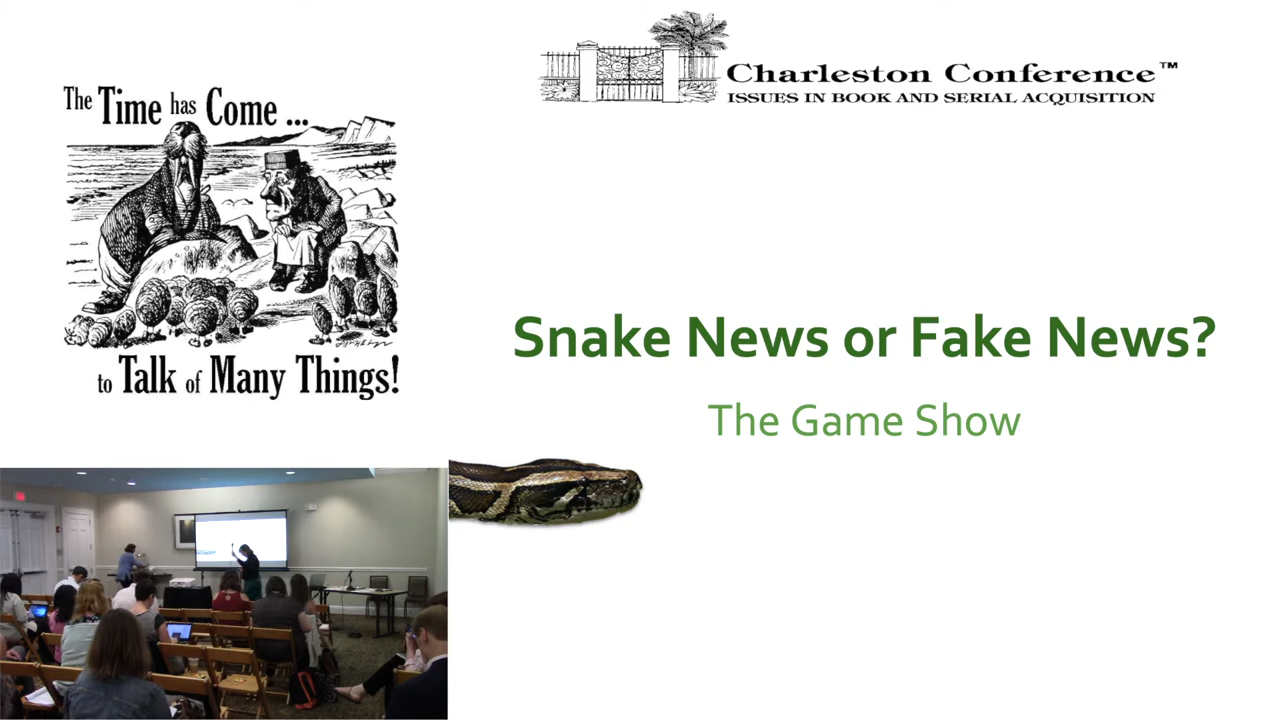 The Time has Come ...
to Talk of Many Things!
Charleston Conference™
ISSUES IN BOOK AND SERIAL ACQUISITION
Snake News or Fake News?
The Game Show